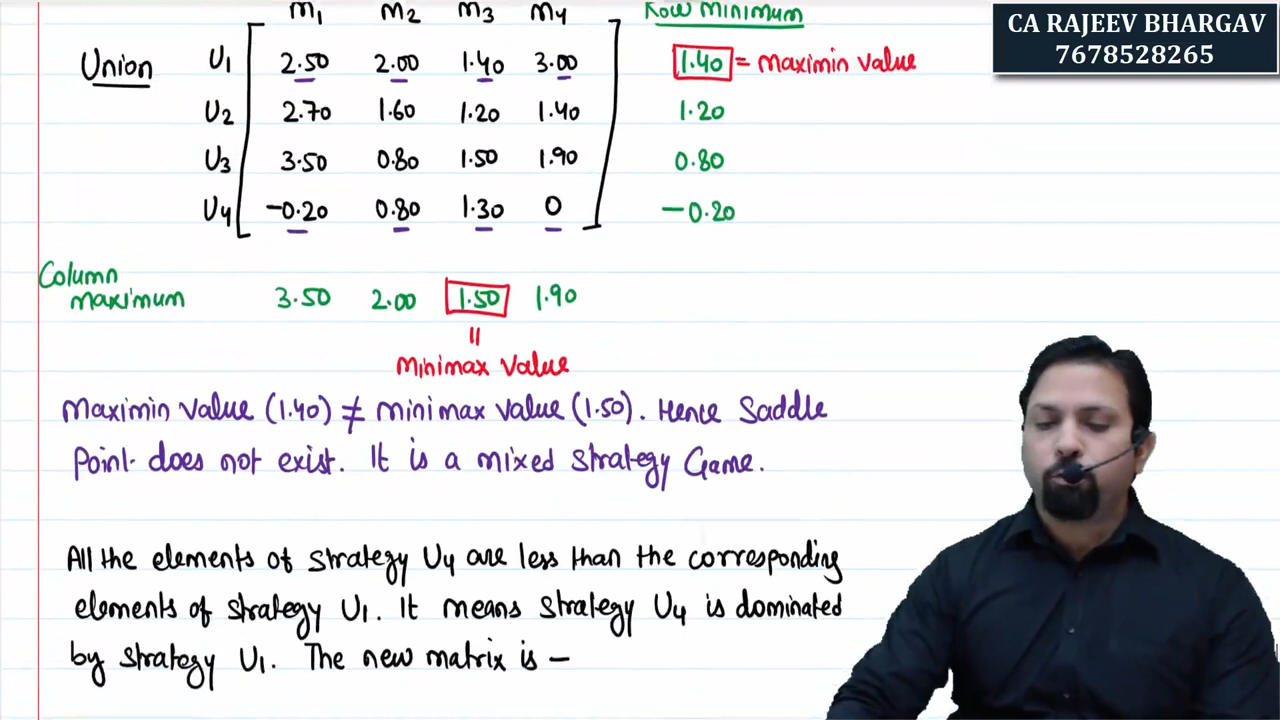 M1 M2 M3 M4 Row Minimum
CA RAJEEV BHARGAV
7678528265
Union U1 2.50 2.00 1.40 3.00 1.40 = maximin value
U2 2.70 1.60 1.20 1.40 1.20
U3 3.50 0.80 1.50 1.90 0.80
U4 -0.20 0.80 1.30 0 -0.20
Column
maximum 3.50 2.00 1.50 1.90
=
Minimax Value
Maximin Value (1.40) ≠ minimax value (1.50). Hence Saddle
Point does not exist. It is a mixed Strategy Game.
All the elements of strategy U4 are less than the corresponding
elements of strategy U1. It means strategy U4 is dominated
by strategy U1. The new matrix is –